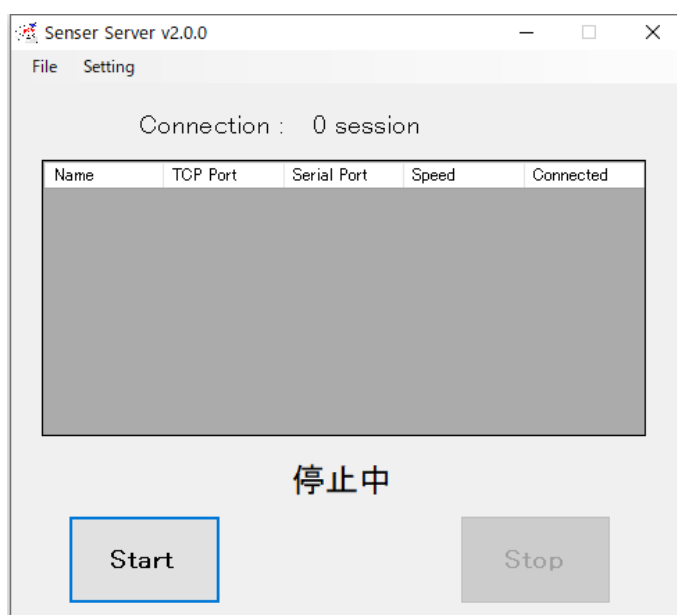 Senser Server v2.0.0
File Setting
Connection : 0 session
Name TCP Port Serial Port Speed Connected
停止中
Start Stop